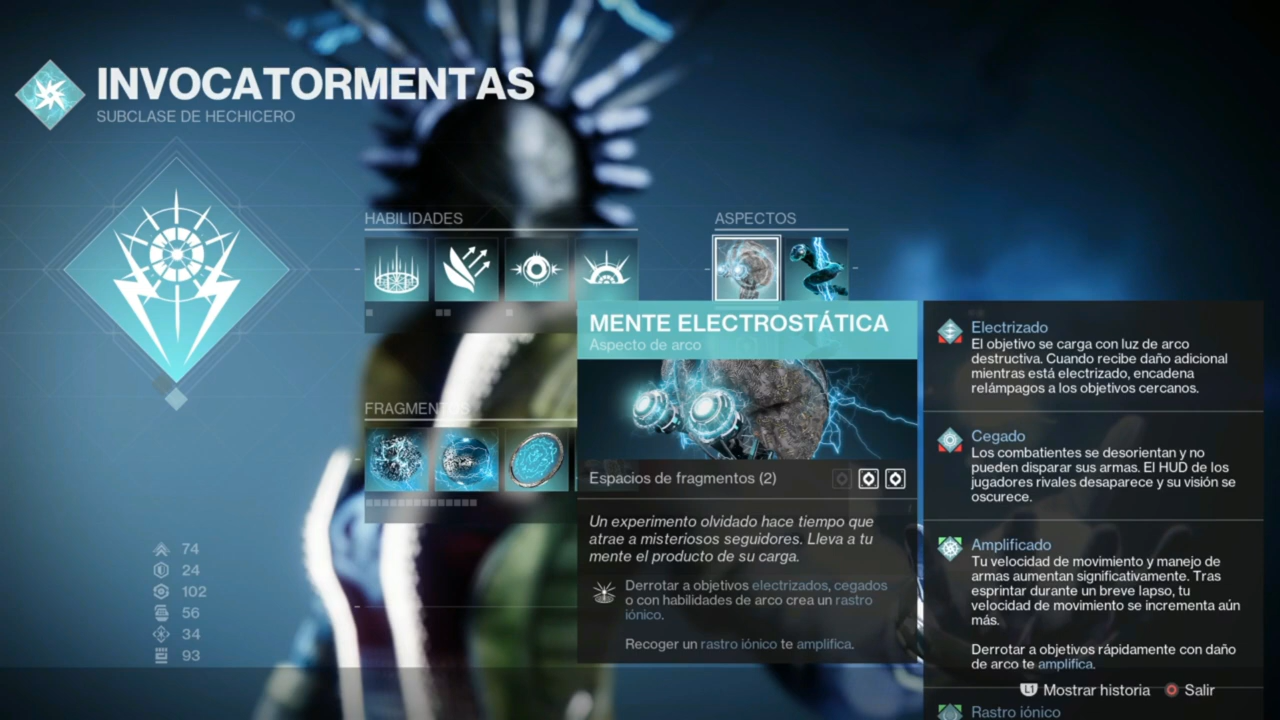 INVOCATORMENTAS
SUBCLASE DE HECHICERO
HABILIDADES
ASPECTOS
FRAGMENTOS
74
24
102
56
34
93
MENTE ELECTROSTÁTICA
Aspecto de arco
Espacios de fragmentos (2)
Un experimento olvidado hace tiempo que
atrae a misteriosos seguidores. Lleva a tu
mente el producto de su carga.
Derrotar a objetivos electrizados, cegados
o con habilidades de arco crea un rastro
iónico.
Recoger un rastro iónico te amplifica.
Electrizado
El objetivo se carga con luz de arco
destructiva. Cuando recibe daño adicional
mientras está electrizado, encadena
relámpagos a los objetivos cercanos.
Cegado
Los combatientes se desorientan y no
pueden disparar sus armas. El HUD de los
jugadores rivales desaparece y su visión se
oscurece.
Amplificado
Tu velocidad de movimiento y manejo de
armas aumentan significativamente. Tras
esprintar durante un breve lapso, tu
velocidad de movimiento se incrementa aún
más.
Derrotar a objetivos rápidamente con daño
de arco te amplifica.
L1 Mostrar historia Salir
Rastro iónico